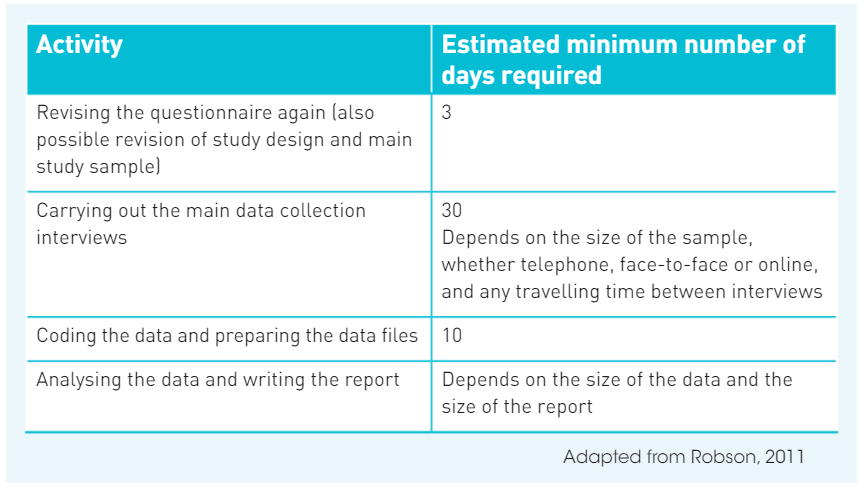 Activity
Estimated minimum number of
days required
Revising the questionnaire again (also
possible revision of study design and main
study sample)
3
Carrying out the main data collection
interviews
30
Depends on the size of the sample,
whether telephone, face-to-face or online,
and any travelling time between interviews
Coding the data and preparing the data files
10
Analysing the data and writing the report
Depends on the size of the data and the
size of the report
Adapted from Robson, 2011